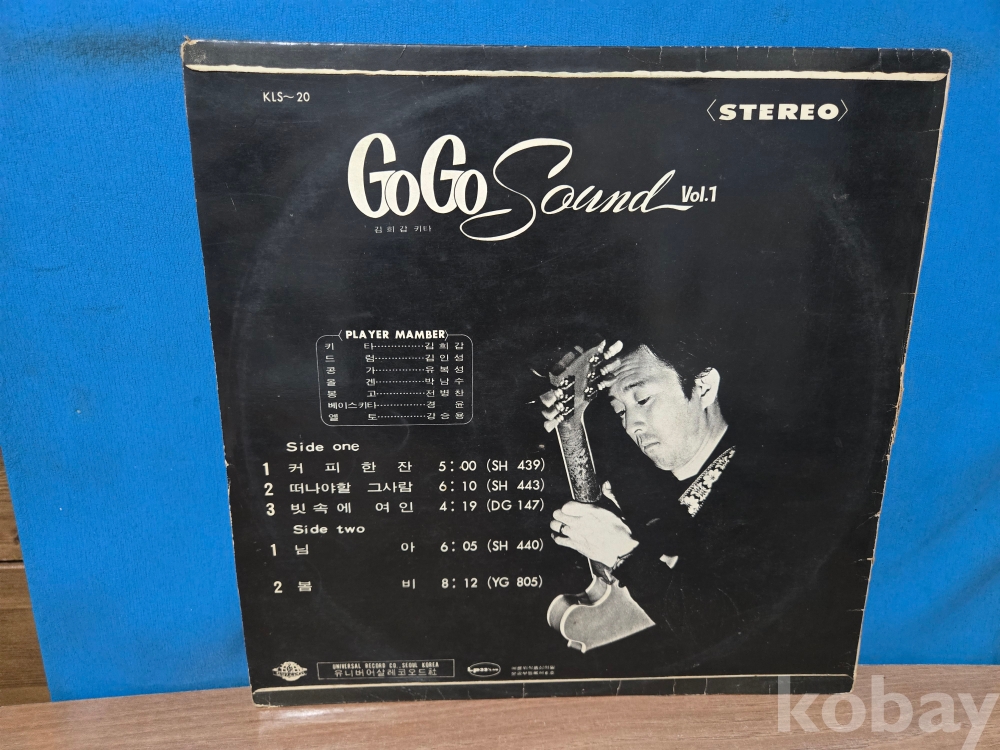 KLS~20
〈STEREO〉
GoGo Sound Vol.1
김희갑 키타
〈PLAYER MAMBER〉
키 타 김희갑
드 럼 김인성
콩 가 유복성
올 겐 박남수
봉 고 전병찬
베이스키타 경 윤
엘 토 강승용
Side one
1 커 피 한 잔 5:00 (SH 439)
2 떠나야할 그사람 6:10 (SH 443)
3 빗속에 여인 4:19 (DG 147)
Side two
1 님 아 6:05 (SH 440)
2 봄 비 8:12 (YG 805)
UNIVERSAL RECORD CO., SEOUL KOREA
유니버어살레코오드社
kobay